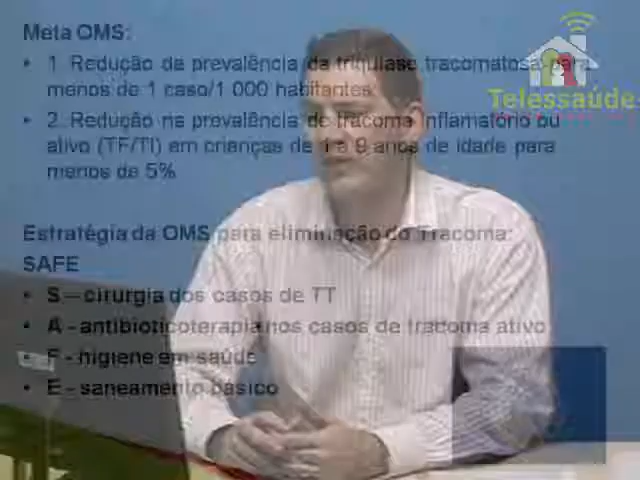 Meta OMS:
• 1. Redução da prevalência da triquíase tracomatosa para
menos de 1 caso/1 000 habitantes
• 2. Redução na prevalência do tracoma inflamatório ou
ativo (TF/TI) em crianças de 1 a 9 anos de idade para
menos de 5%
Estratégia da OMS para eliminação do Tracoma:
SAFE
• S – cirurgia dos casos de TT
• A - antibioticoterapia nos casos de tracoma ativo
• F - higiene em saúde
• E – saneamento básico
Telessaúde